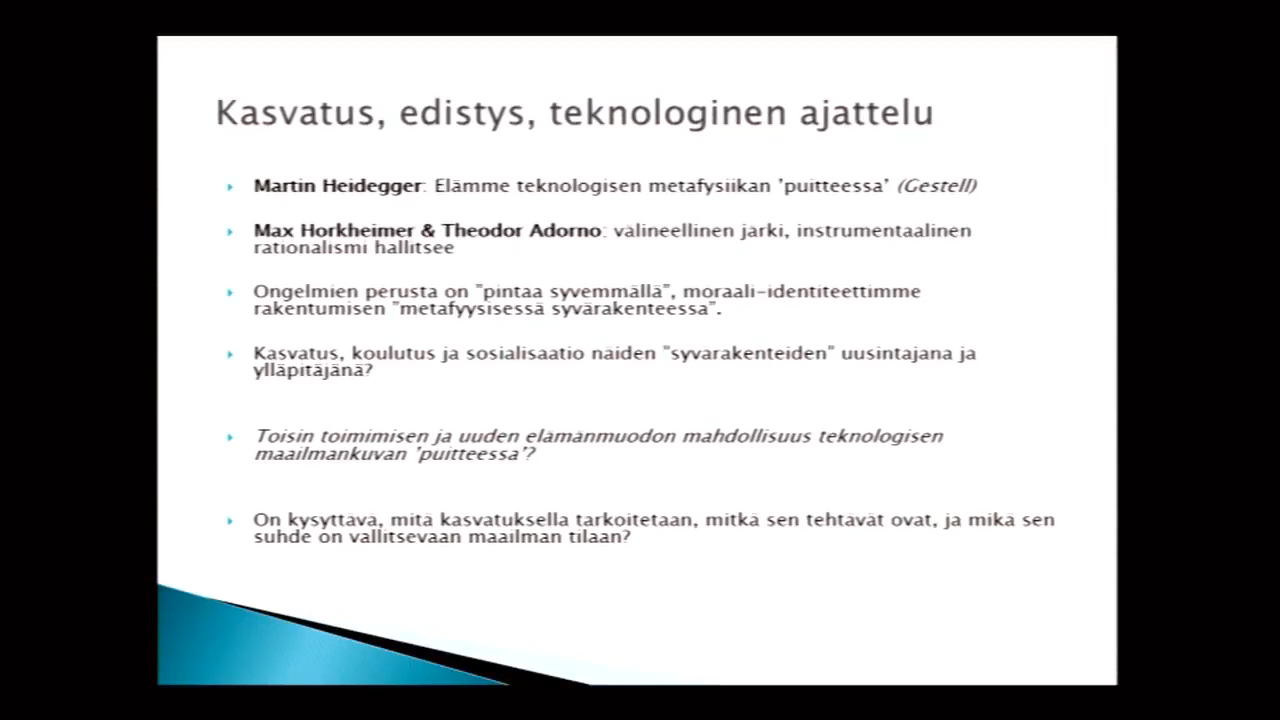 Kasvatus, edistys, teknologinen ajattelu
Martin Heidegger: Elämme teknologisen metafysiikan 'puitteessa' (Gestell)
Max Horkheimer & Theodor Adorno: välineellinen järki, instrumentaalinen
rationalismi hallitsee
Ongelmien perusta on "pintaa syvemmällä", moraali-identiteettimme
rakentumisen "metafyysisessä syvärakenteessa".
Kasvatus, koulutus ja sosialisaatio näiden "syvärakenteiden" uusintajana ja
ylläpitäjänä?
Toisin toimimisen ja uuden elämänmuodon mahdollisuus teknologisen
maailmankuvan 'puitteessa'?
On kysyttävä, mitä kasvatuksella tarkoitetaan, mitkä sen tehtävät ovat, ja mikä sen
suhde on vallitsevaan maailman tilaan?